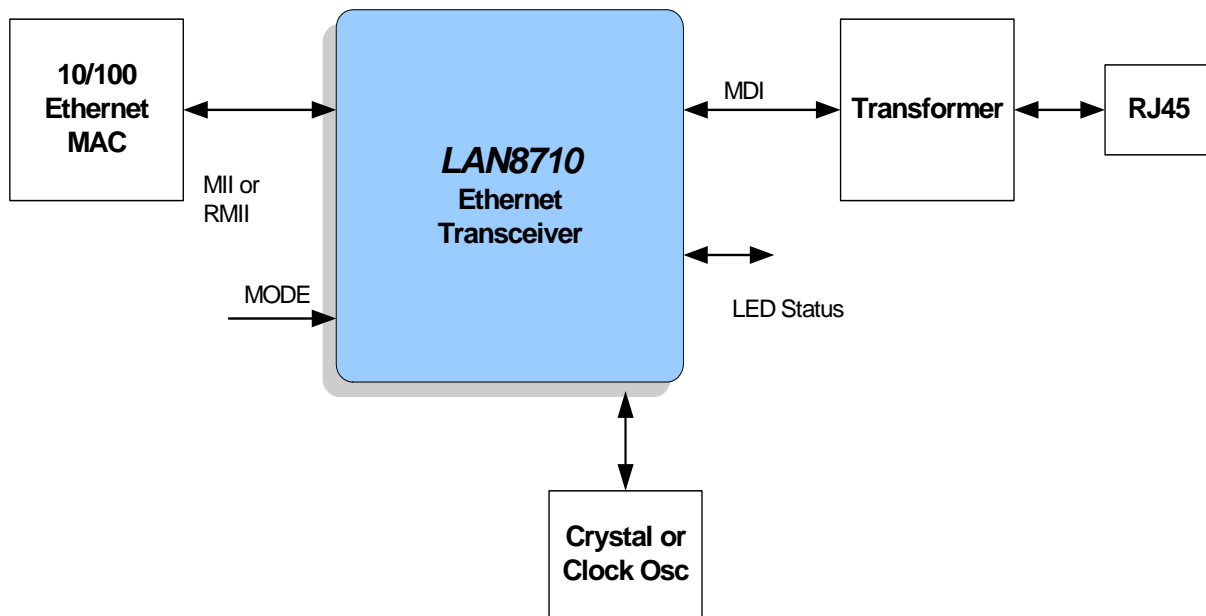 10/100
Ethernet
MAC
MII or
RMII
MODE
LAN8710
Ethernet
Transceiver
MDI
Transformer
RJ45
LED Status
Crystal or
Clock Osc